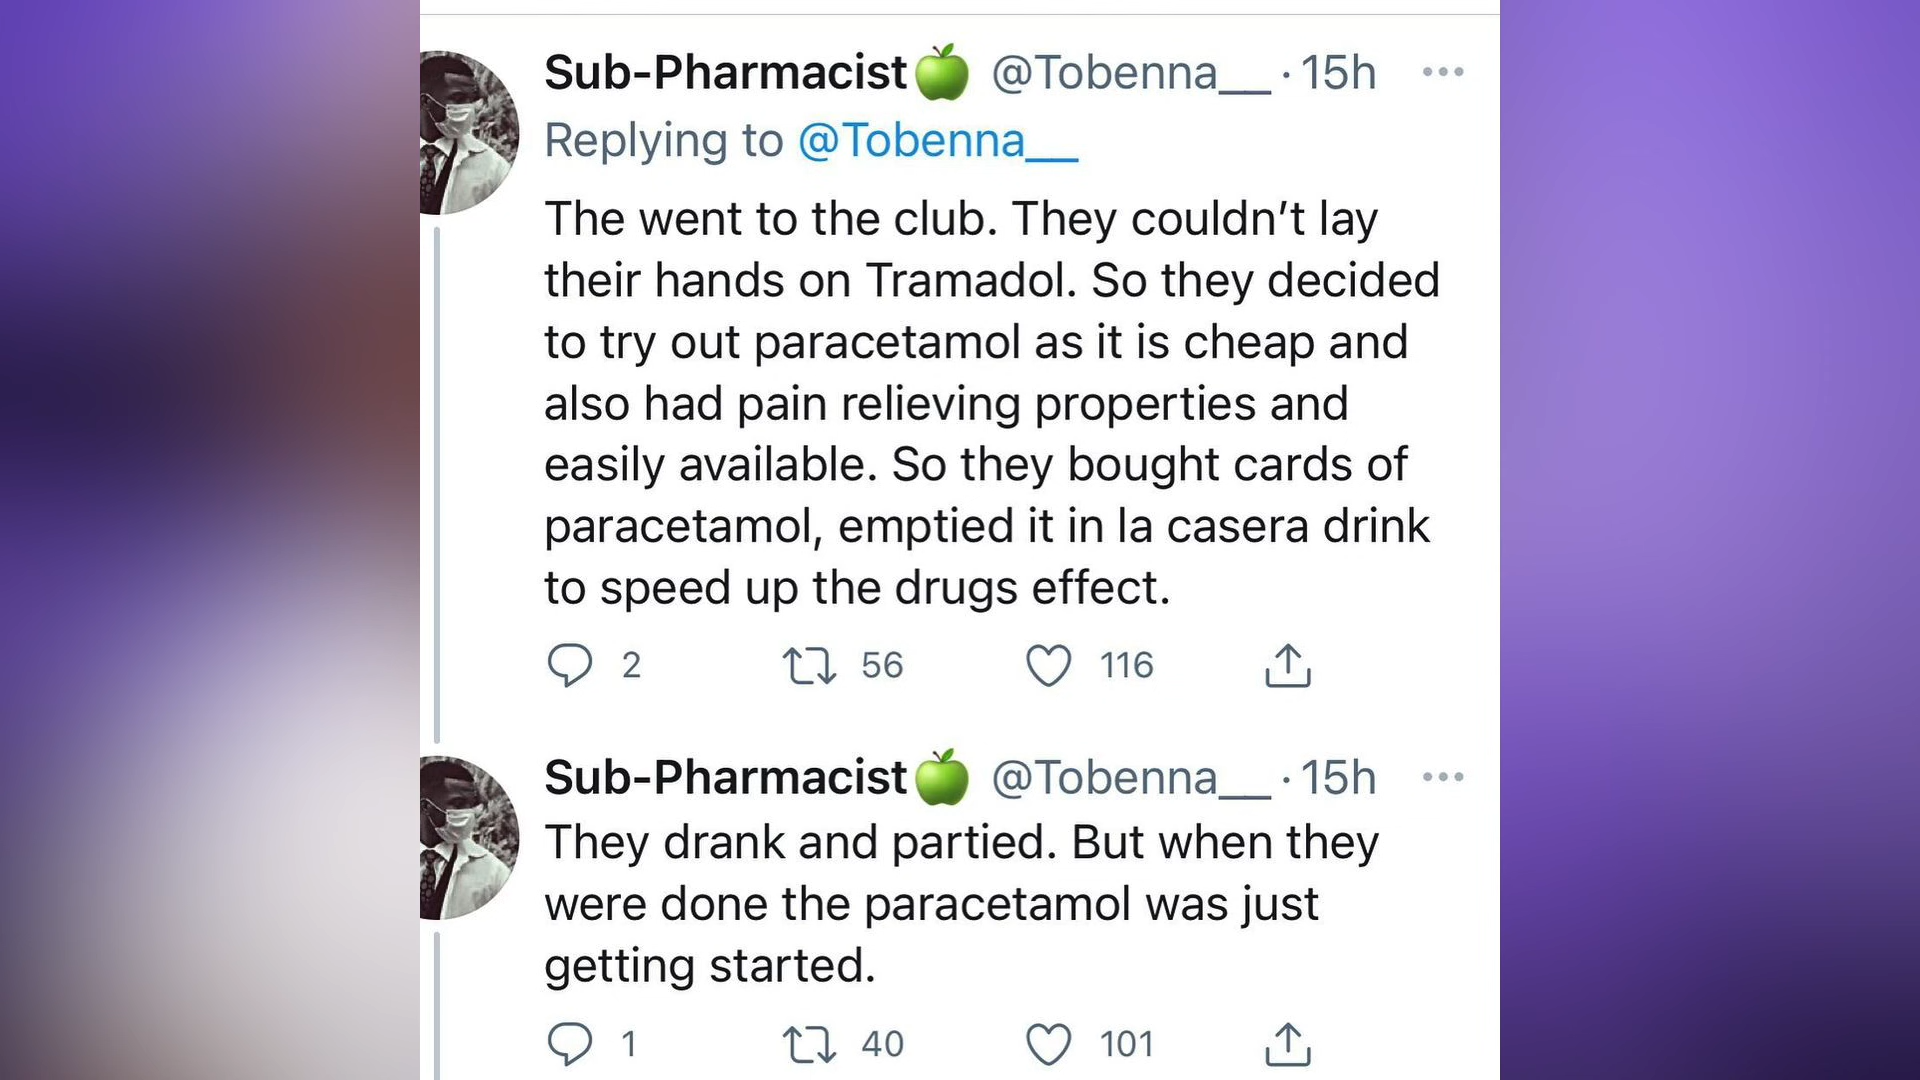 Sub-Pharmacist🍏 @Tobenna__ · 15h
Replying to @Tobenna__
The went to the club. They couldn’t lay
their hands on Tramadol. So they decided
to try out paracetamol as it is cheap and
also had pain relieving properties and
easily available. So they bought cards of
paracetamol, emptied it in la casera drink
to speed up the drugs effect.
2 56 116
Sub-Pharmacist🍏 @Tobenna__ · 15h
They drank and partied. But when they
were done the paracetamol was just
getting started.
1 40 101